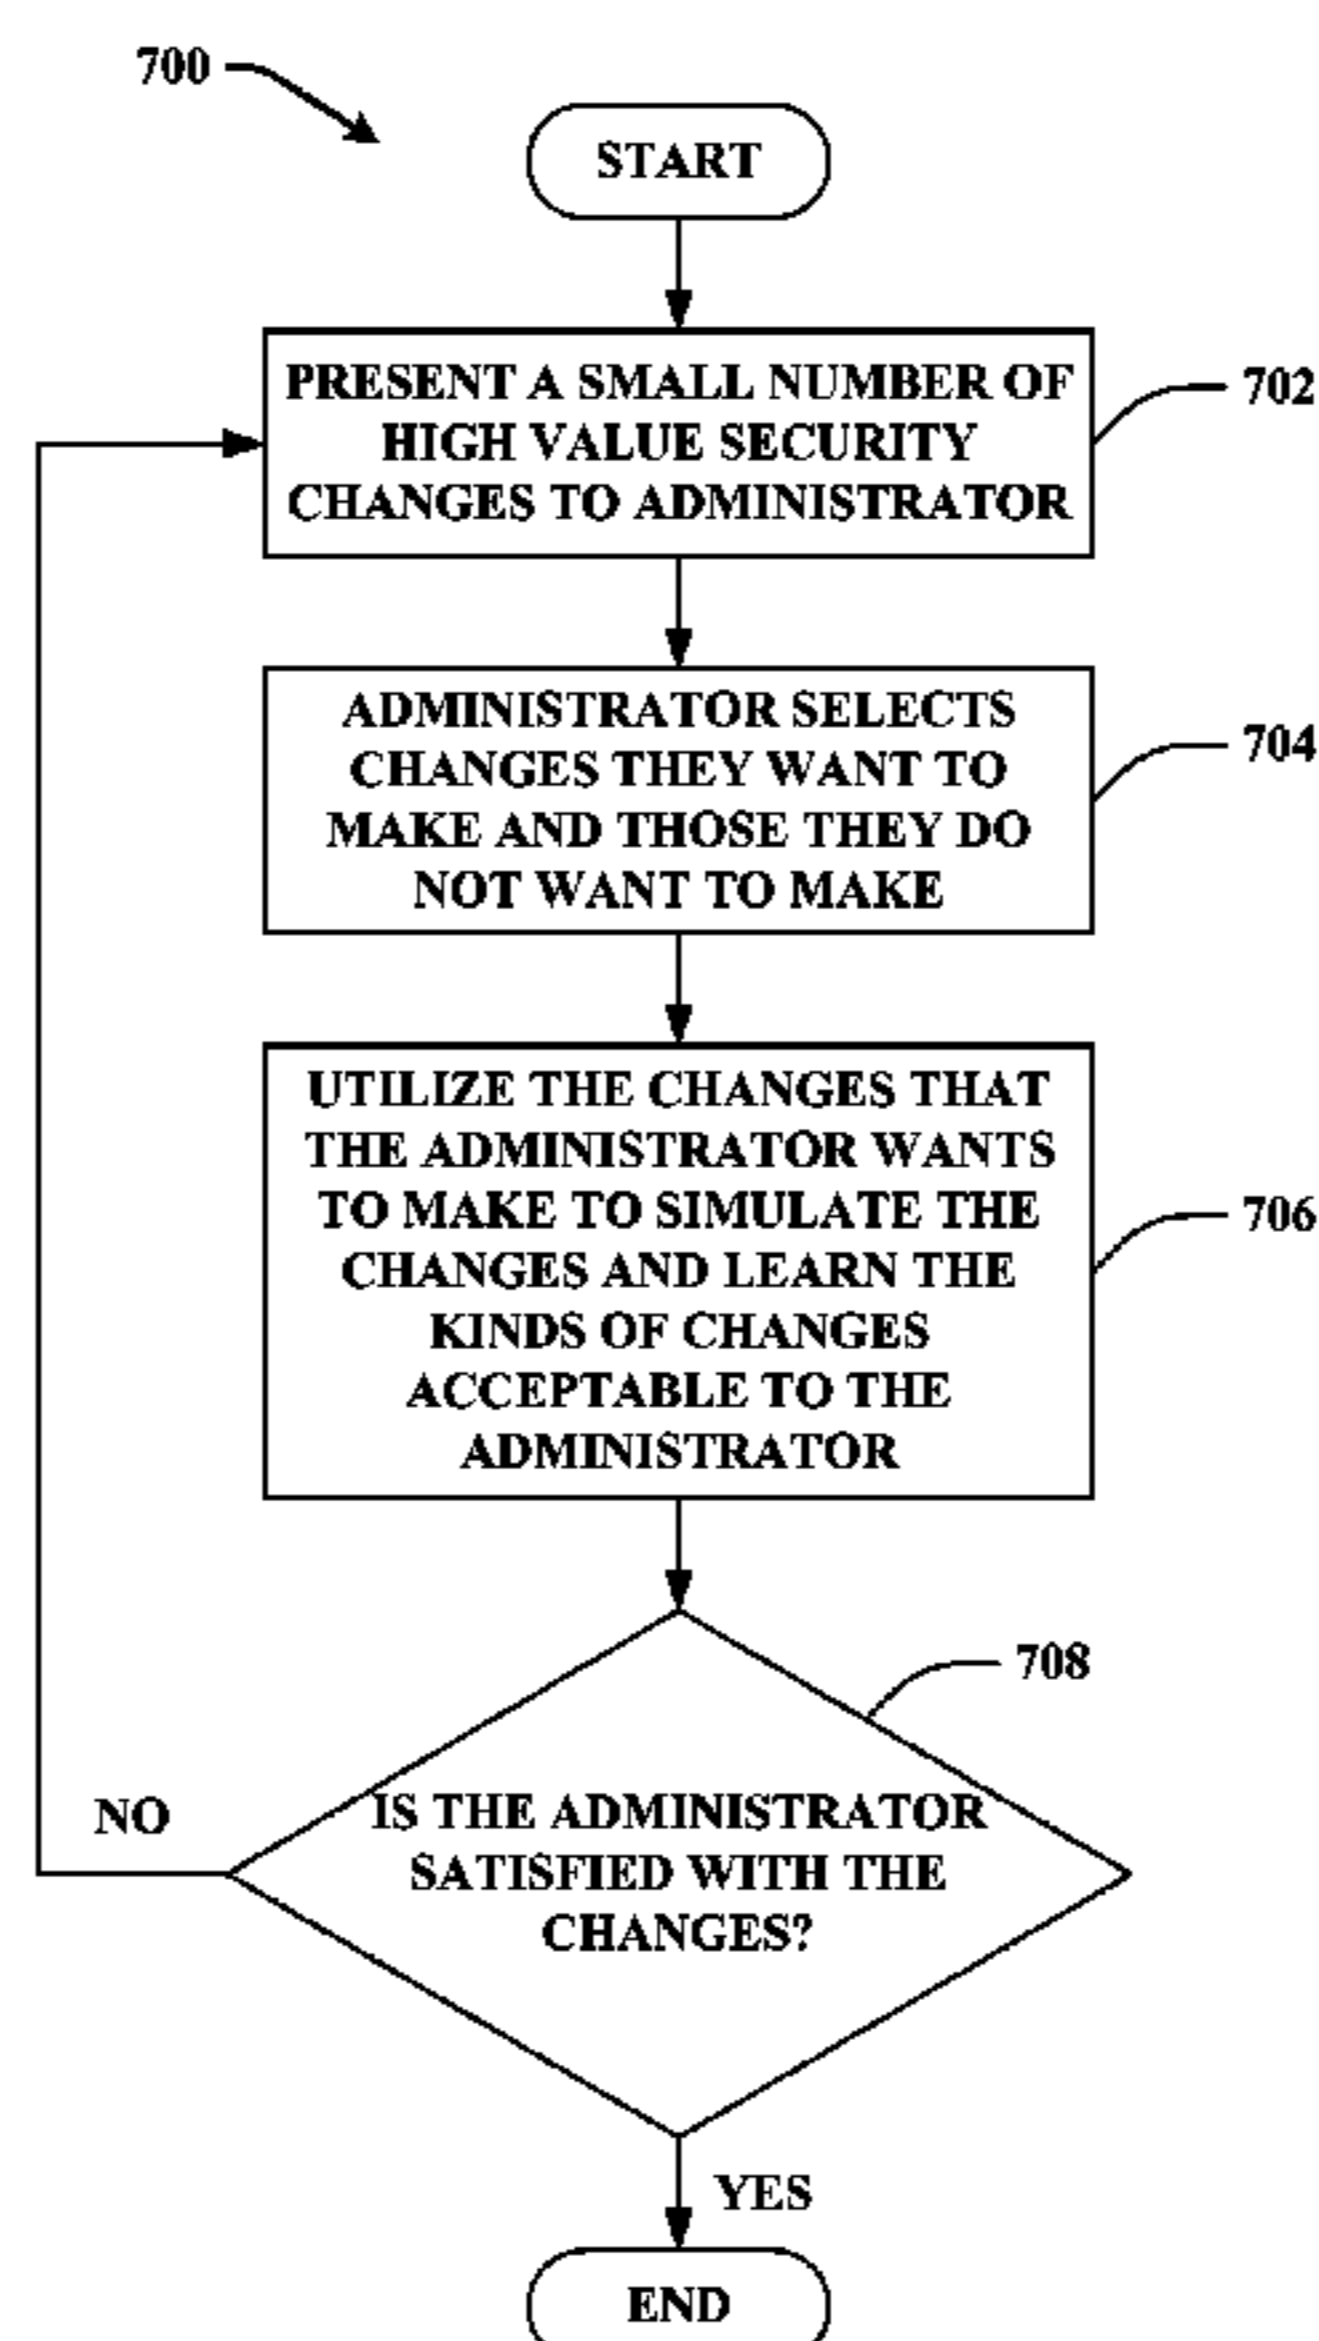 700
START
PRESENT A SMALL NUMBER OF
HIGH VALUE SECURITY
CHANGES TO ADMINISTRATOR
702
ADMINISTRATOR SELECTS
CHANGES THEY WANT TO
MAKE AND THOSE THEY DO
NOT WANT TO MAKE
704
UTILIZE THE CHANGES THAT
THE ADMINISTRATOR WANTS
TO MAKE TO SIMULATE THE
CHANGES AND LEARN THE
KINDS OF CHANGES
ACCEPTABLE TO THE
ADMINISTRATOR
706
708
IS THE ADMINISTRATOR
SATISFIED WITH THE
CHANGES?
NO
YES
END